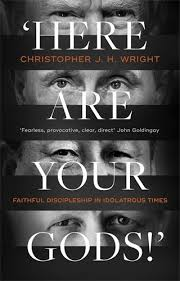 ‘HERE
CHRISTOPHER J. H. WRIGHT
ARE
‘Fearless, provocative, clear, direct’ John Goldingay
YOUR
FAITHFUL DISCIPLESHIP IN IDOLATROUS TIMES
GODS!’